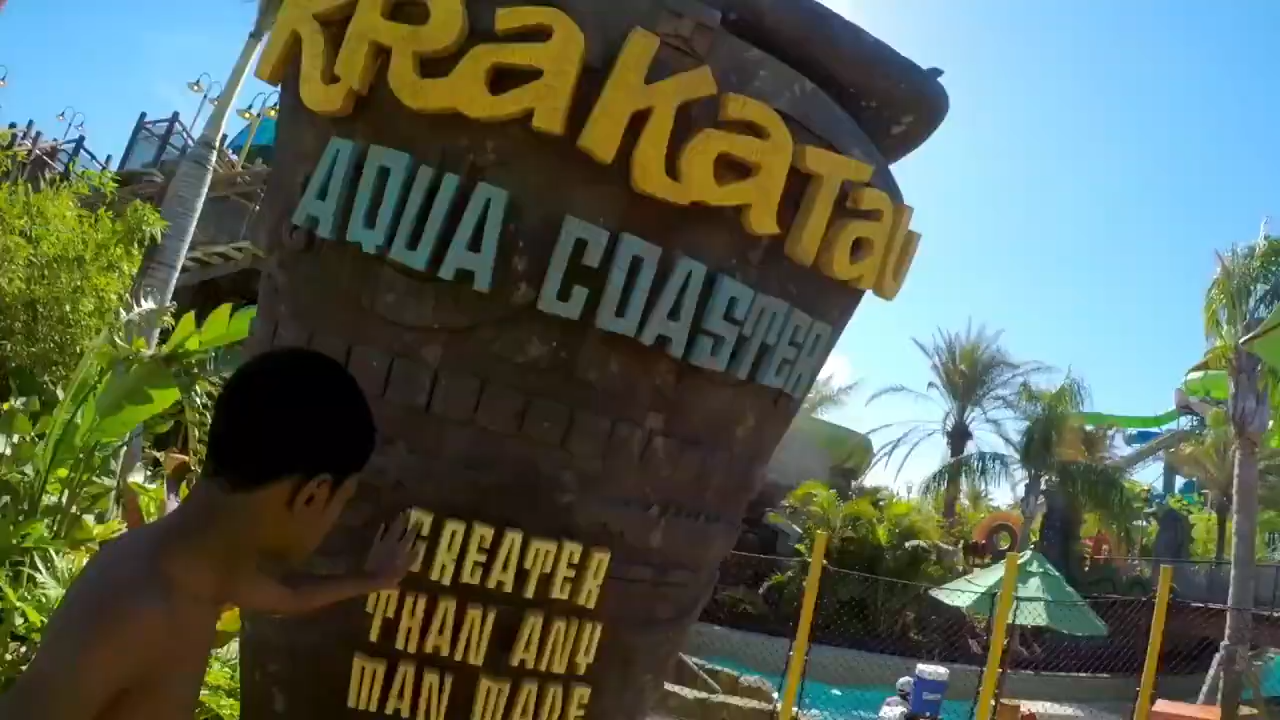 KRAKATAU
AQUA COASTER
GREATER
THAN ANY
MAN MADE